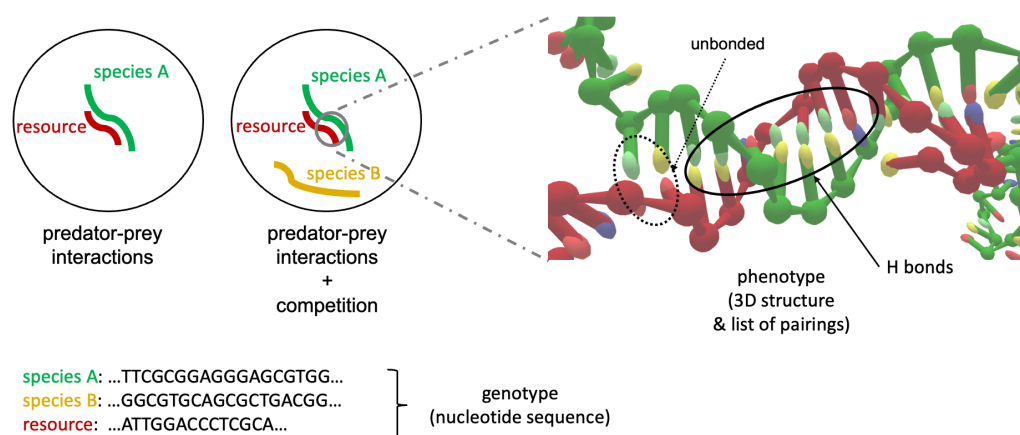 species A
resource
predator-prey
interactions
species A
resource
species B
predator-prey
interactions
+
competition
unbonded
H bonds
phenotype
(3D structure
& list of pairings)
species A: ...TTCGCGGAGGGAGCGTGG...
species B: ...GGCGTGCAGCGCTGACGG...
resource: ...ATTGGACCCTCGCA...
genotype
(nucleotide sequence)